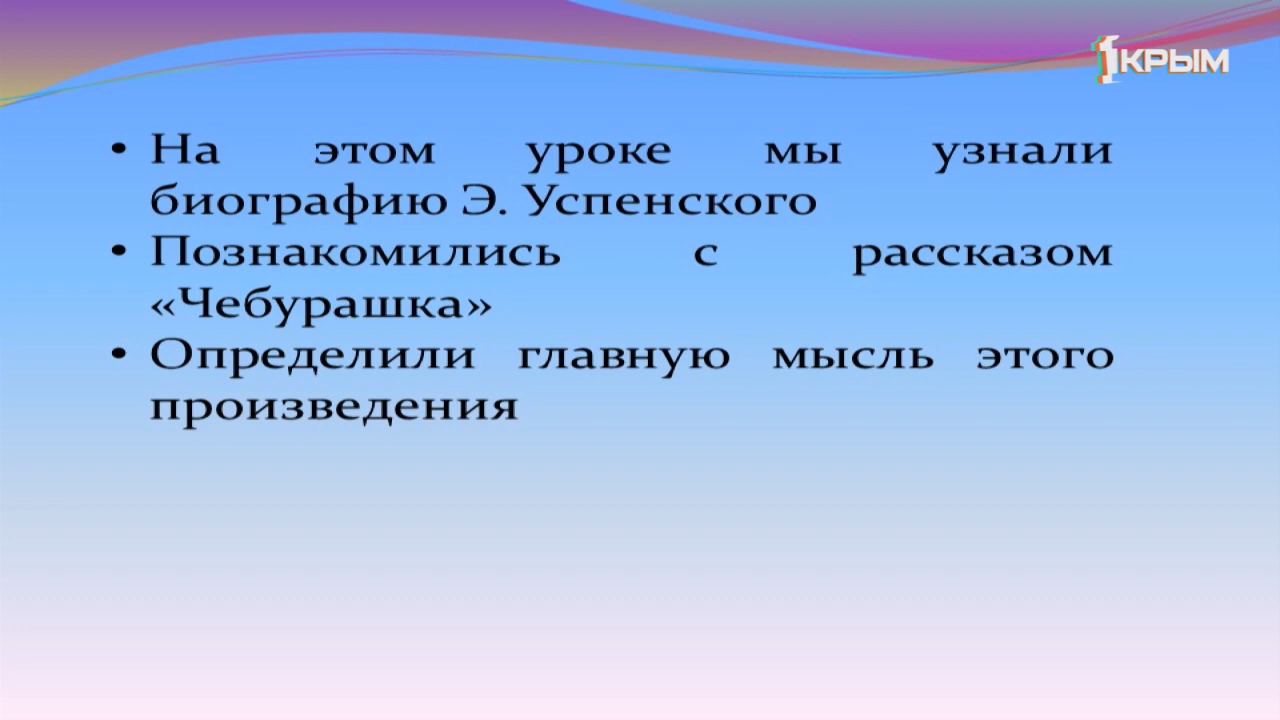 1КРЫМ
• На этом уроке мы узнали
биографию Э. Успенского
• Познакомились с рассказом
«Чебурашка»
• Определили главную мысль этого
произведения